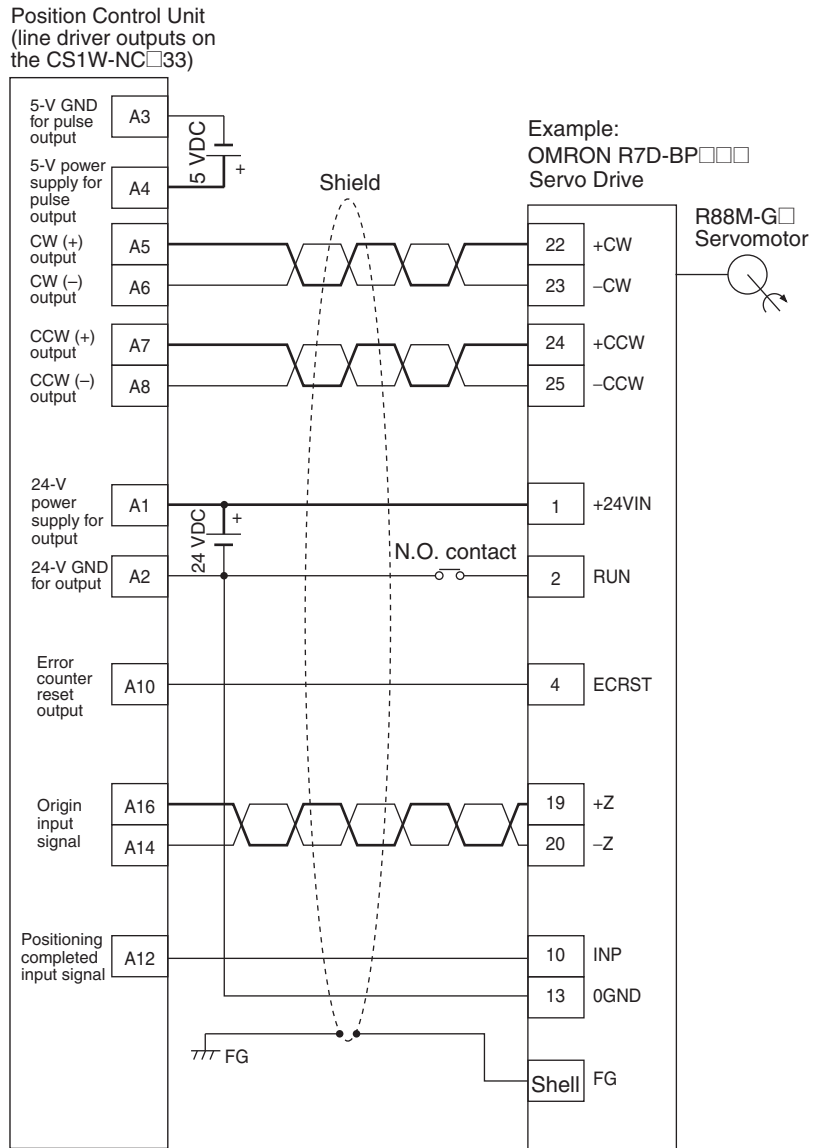 Position Control Unit
(line driver outputs on
the CS1W-NC□33)
5-V GND
for pulse
output
A3
5 VDC
+
5-V power
supply for
pulse
output
A4
Shield
Example:
OMRON R7D-BP□□□
Servo Drive
R88M-G□
Servomotor
CW (+)
output
A5
22
+CW
CW (–)
output
A6
23
–CW
CCW (+)
output
A7
24
+CCW
CCW (–)
output
A8
25
–CCW
24-V
power
supply for
output
A1
24 VDC
+
1
+24VIN
24-V GND
for output
A2
N.O. contact
2
RUN
Error
counter
reset
output
A10
4
ECRST
Origin
input
signal
A16
19
+Z
A14
20
–Z
Positioning
completed
input signal
A12
10
INP
13
0GND
FG
Shell
FG